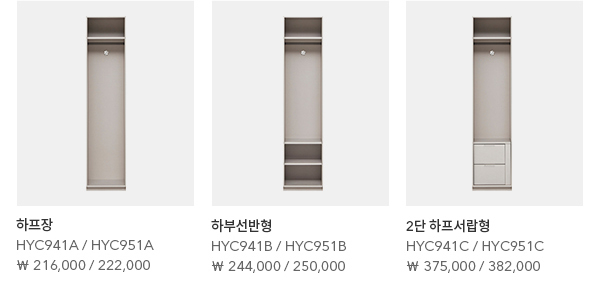 하프장
HYC941A / HYC951A
₩ 216,000 / 222,000
하부선반형
HYC941B / HYC951B
₩ 244,000 / 250,000
2단 하프서랍형
HYC941C / HYC951C
₩ 375,000 / 382,000